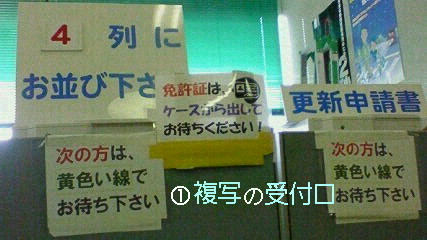 4 列に
お並び下さ
免許証は、
ケースから出して
お待ちください!
更新申請書
次の方は、
黄色い線で
お待ち下さい
①複写の受付口
次の方は、
黄色い線で
お待ち下さい